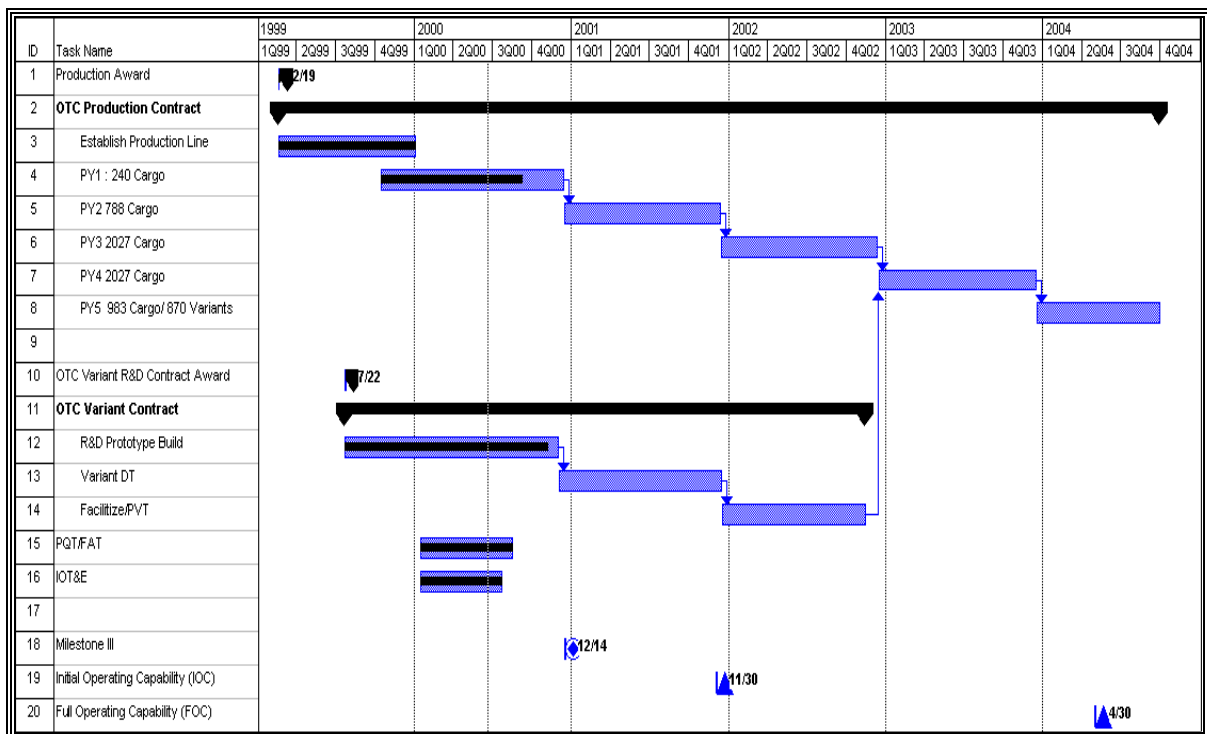 1999 2000 2001 2002 2003 2004
ID Task Name 1Q99 2Q99 3Q99 4Q99 1Q00 2Q00 3Q00 4Q00 1Q01 2Q01 3Q01 4Q01 1Q02 2Q02 3Q02 4Q02 1Q03 2Q03 3Q03 4Q03 1Q04 2Q04 3Q04 4Q04
1 Production Award 2/19
2 OTC Production Contract
3 Establish Production Line
4 PY1 : 240 Cargo
5 PY2 788 Cargo
6 PY3 2027 Cargo
7 PY4 2027 Cargo
8 PY5 983 Cargo/ 870 Variants
9
10 OTC Variant R&D Contract Award 7/22
11 OTC Variant Contract
12 R&D Prototype Build
13 Variant DT
14 Facilitize/PVT
15 PQT/FAT
16 IOT&E
17
18 Milestone III 12/14
19 Initial Operating Capability (IOC) 11/30
20 Full Operating Capability (FOC) 4/30